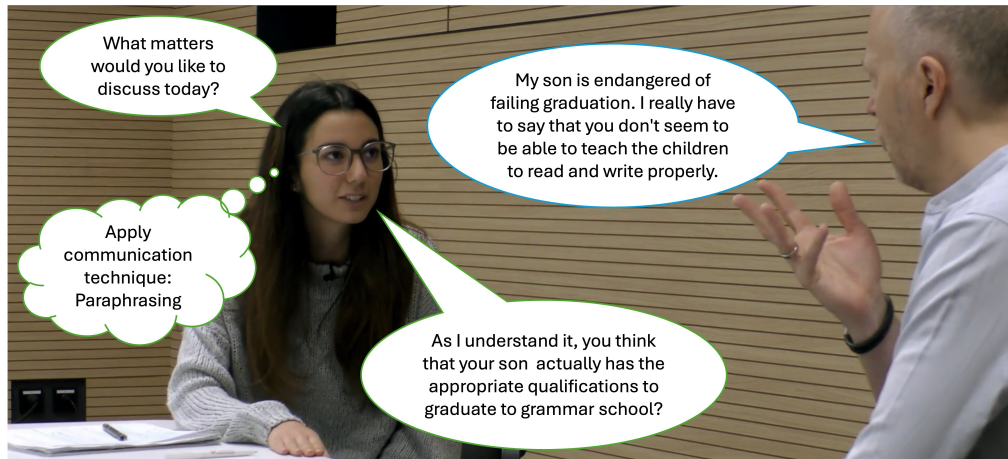 What matters
would you like to
discuss today?
My son is endangered of
failing graduation. I really have
to say that you don't seem to
be able to teach the children
to read and write properly.
Apply
communication
technique:
Paraphrasing
As I understand it, you think
that your son  actually has the
appropriate qualifications to
graduate to grammar school?